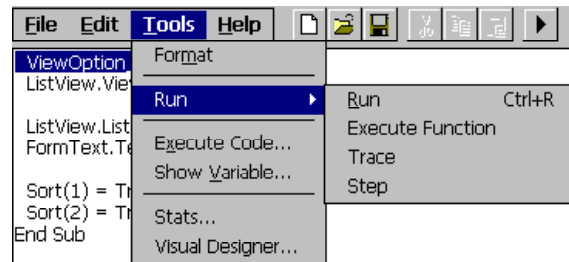 File Edit Tools Help
ViewOption
ListView.View
ListView.List
FormText.Te
Sort(1) = Tr
Sort(2) = Tr
End Sub
Format
Run
Execute Code...
Show Variable...
Stats...
Visual Designer...
Run Ctrl+R
Execute Function
Trace
Step